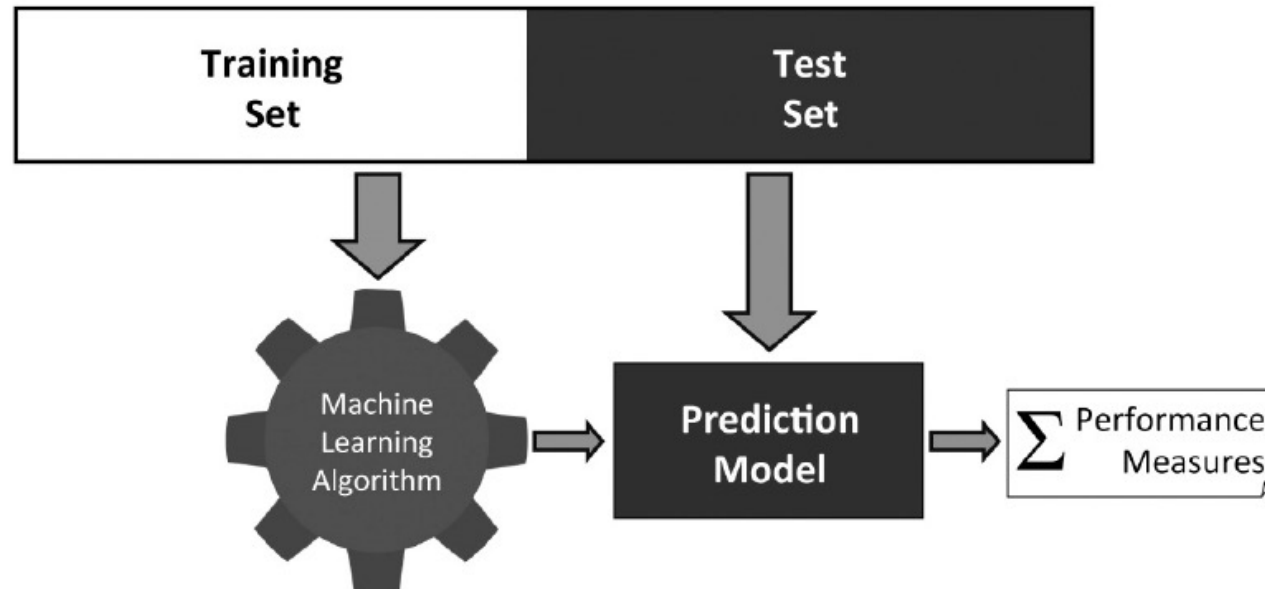 Training
Set
Test
Set
Machine
Learning
Algorithm
Prediction
Model
Σ Performance
Measures